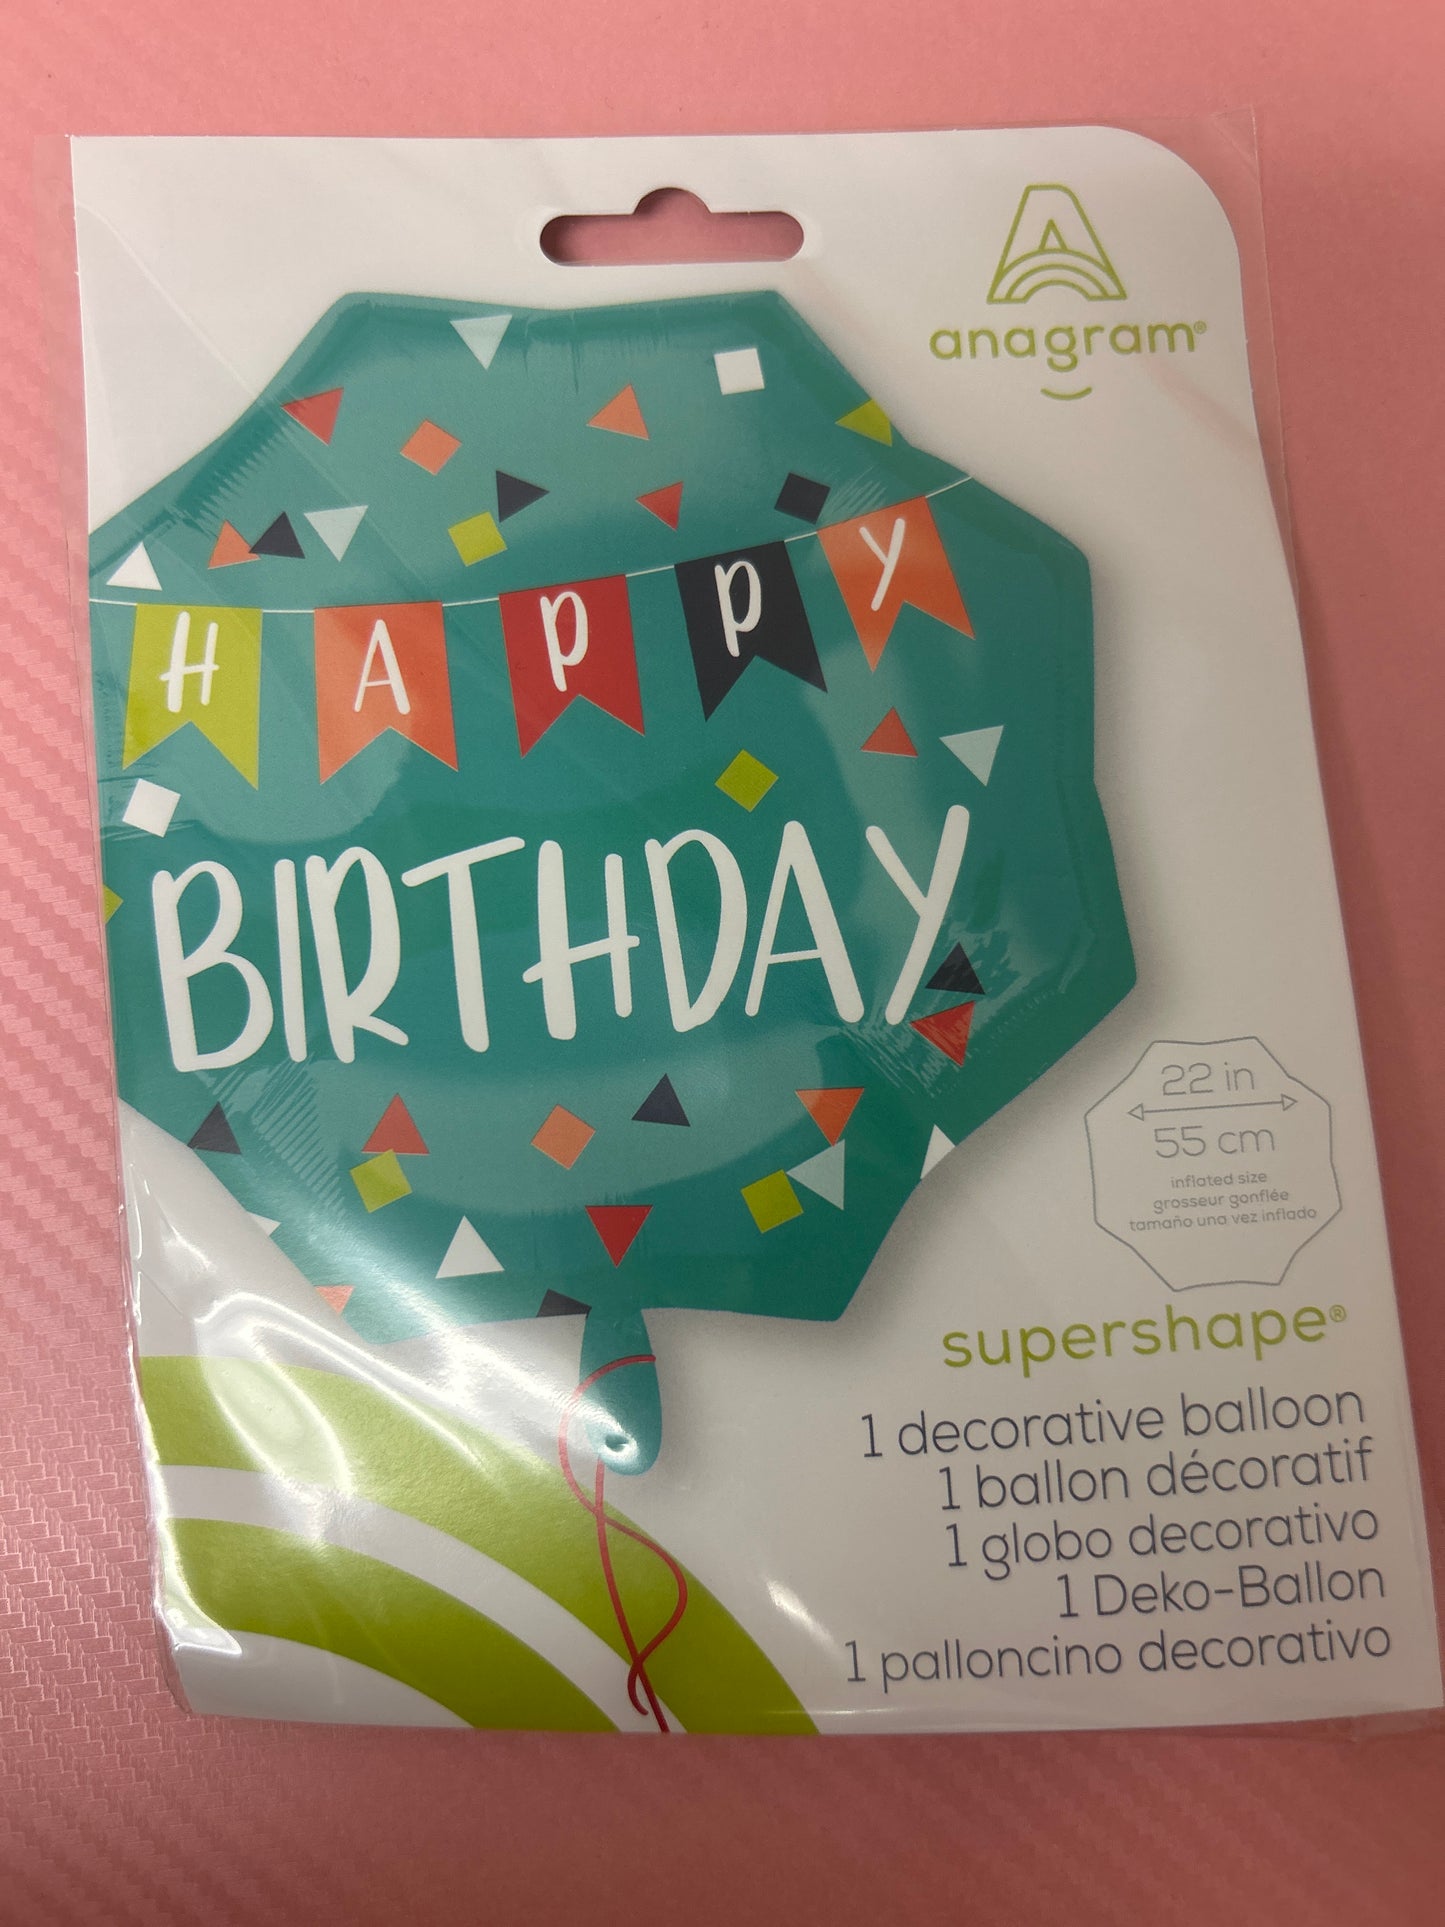 anagram®
HAPPY
BIRTHDAY
22 in
55 cm
inflated size
grosseur gonflée
tamaño una vez inflado
supershape®
1 decorative balloon
1 ballon décoratif
1 globo decorativo
1 Deko-Ballon
1 palloncino decorativo